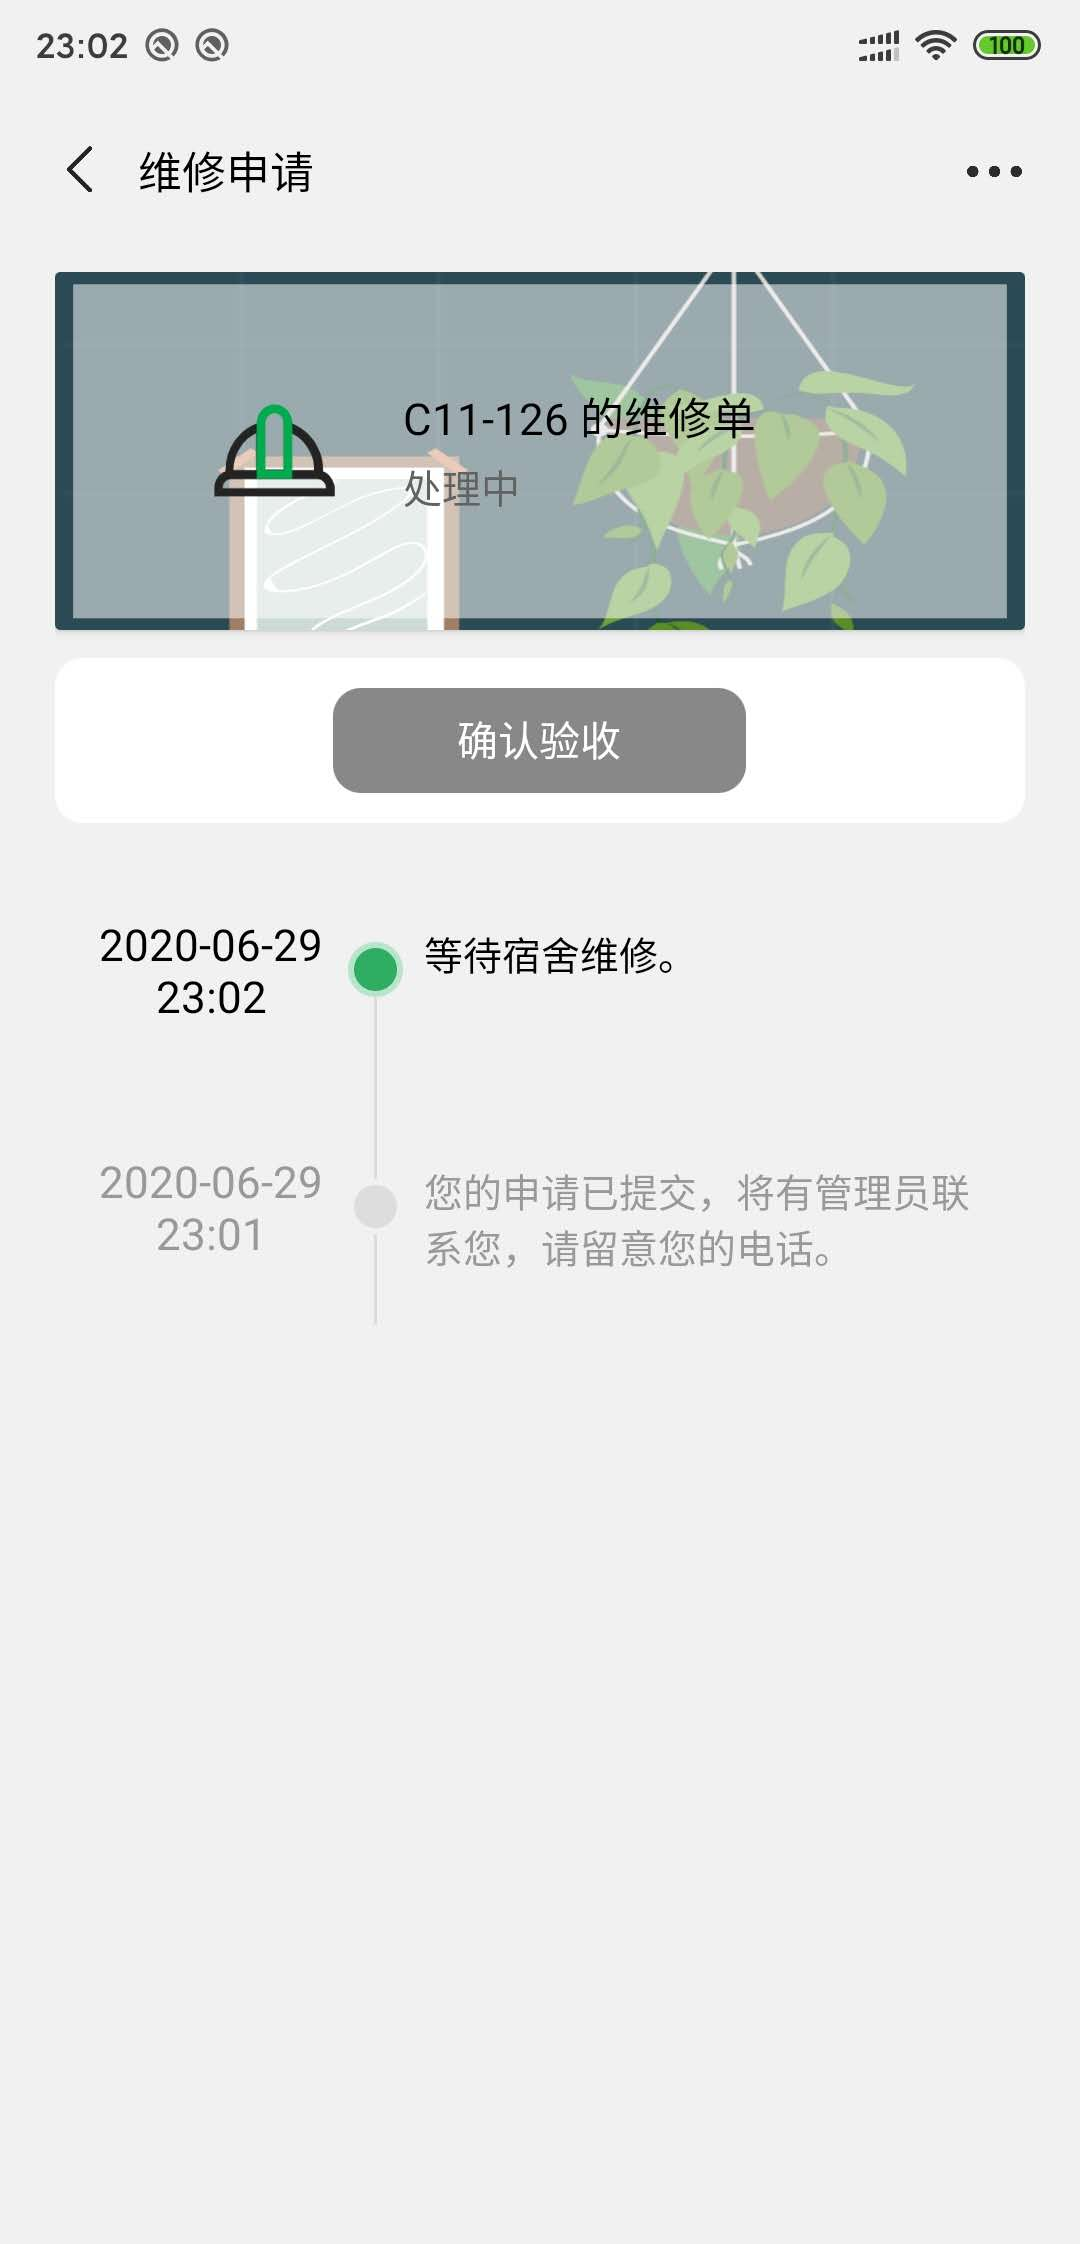 23:02
100
维修申请
C11-126 的维修单
处理中
确认验收
2020-06-29
23:02
等待宿舍维修。
2020-06-29
23:01
您的申请已提交，将有管理员联
系您，请留意您的电话。